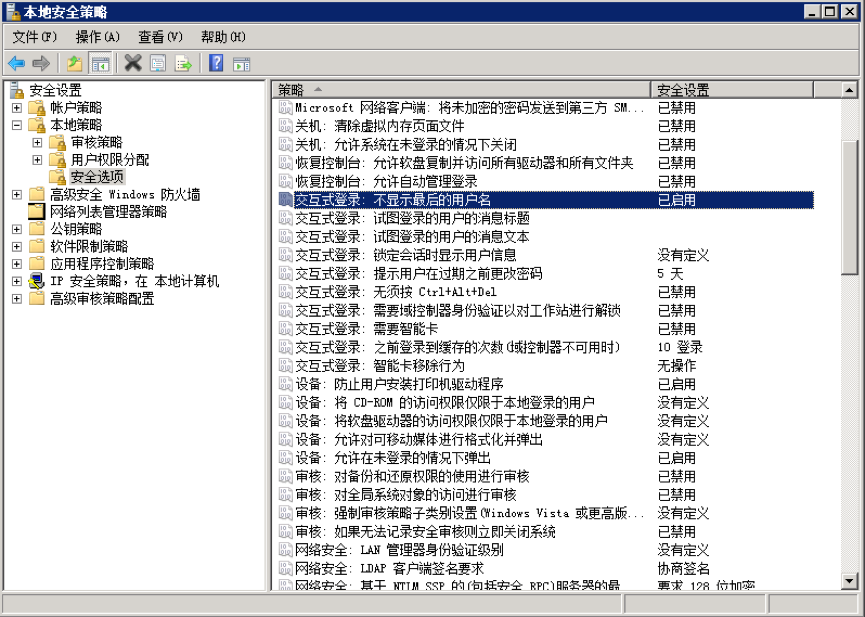 本地安全策略
文件(F) 操作(A) 查看(V) 帮助(H)
安全设置
帐户策略
本地策略
审核策略
用户权限分配
安全选项
高级安全 Windows 防火墙
网络列表管理器策略
公钥策略
软件限制策略
应用程序控制策略
IP 安全策略，在 本地计算机
高级审核策略配置
策略 安全设置
Microsoft 网络客户端: 将未加密的密码发送到第三方 SM... 已禁用
关机: 清除虚拟内存页面文件 已禁用
关机: 允许系统在未登录的情况下关闭 已禁用
恢复控制台: 允许软盘复制并访问所有驱动器和所有文件夹 已禁用
恢复控制台: 允许自动管理登录 已禁用
交互式登录: 不显示最后的用户名 已启用
交互式登录: 试图登录的用户的消息标题
交互式登录: 试图登录的用户的消息文本
交互式登录: 锁定会话时显示用户信息 没有定义
交互式登录: 提示用户在过期之前更改密码 5 天
交互式登录: 无须按 Ctrl+Alt+Del 已禁用
交互式登录: 需要域控制器身份验证以对工作站进行解锁 已禁用
交互式登录: 需要智能卡 已禁用
交互式登录: 之前登录到缓存的次数(域控制器不可用时) 10 登录
交互式登录: 智能卡移除行为 无操作
设备: 防止用户安装打印机驱动程序 已启用
设备: 将 CD-ROM 的访问权限仅限于本地登录的用户 没有定义
设备: 将软盘驱动器的访问权限仅限于本地登录的用户 没有定义
设备: 允许对可移动媒体进行格式化并弹出 没有定义
设备: 允许在未登录的情况下弹出 已启用
审核: 对备份和还原权限的使用进行审核 已禁用
审核: 对全局系统对象的访问进行审核 已禁用
审核: 强制审核策略子类别设置(Windows Vista 或更高版... 没有定义
审核: 如果无法记录安全审核则立即关闭系统 已禁用
网络安全: LAN 管理器身份验证级别 没有定义
网络安全: LDAP 客户端签名要求 协商签名
网络安全: 基于 NTLM SSP 的(包括安全 RPC)服务器的最 要求 128 位加密